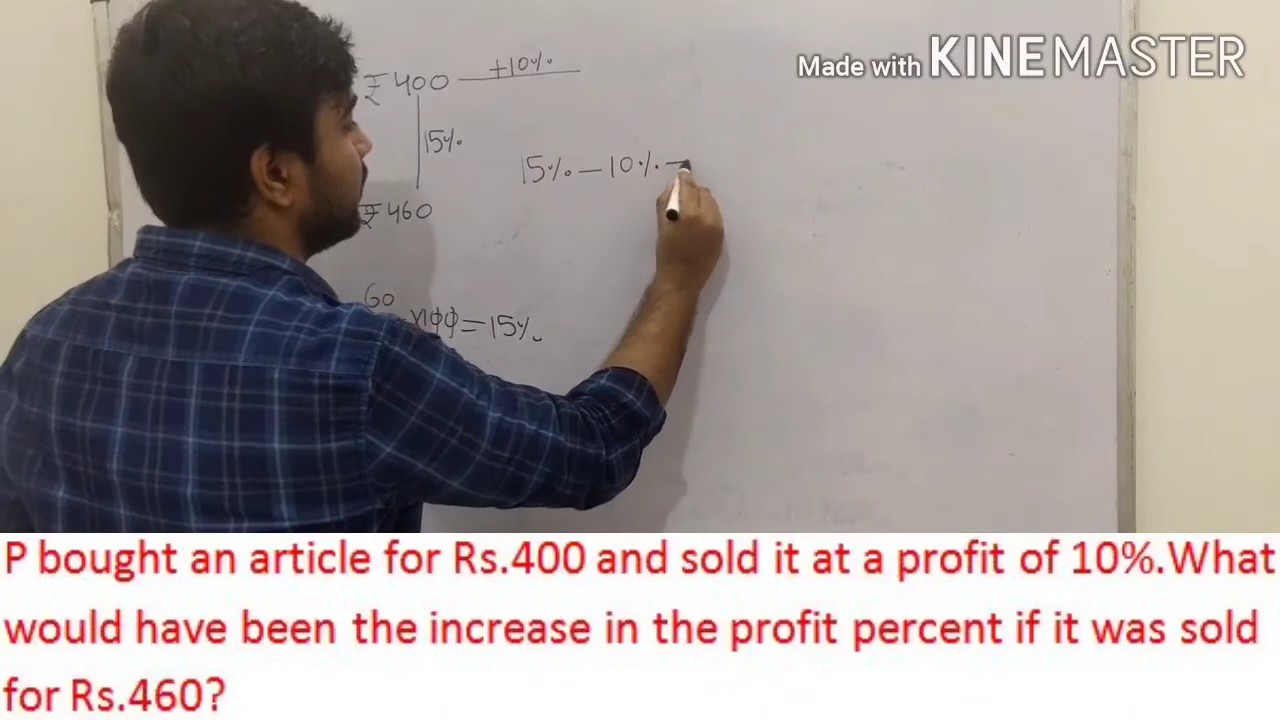 Made with KINEMASTER
₹400 +10%
15%
15% — 10%
₹460
60
×100 = 15%
P bought an article for Rs.400 and sold it at a profit of 10%.What
would have been the increase in the profit percent if it was sold
for Rs.460?